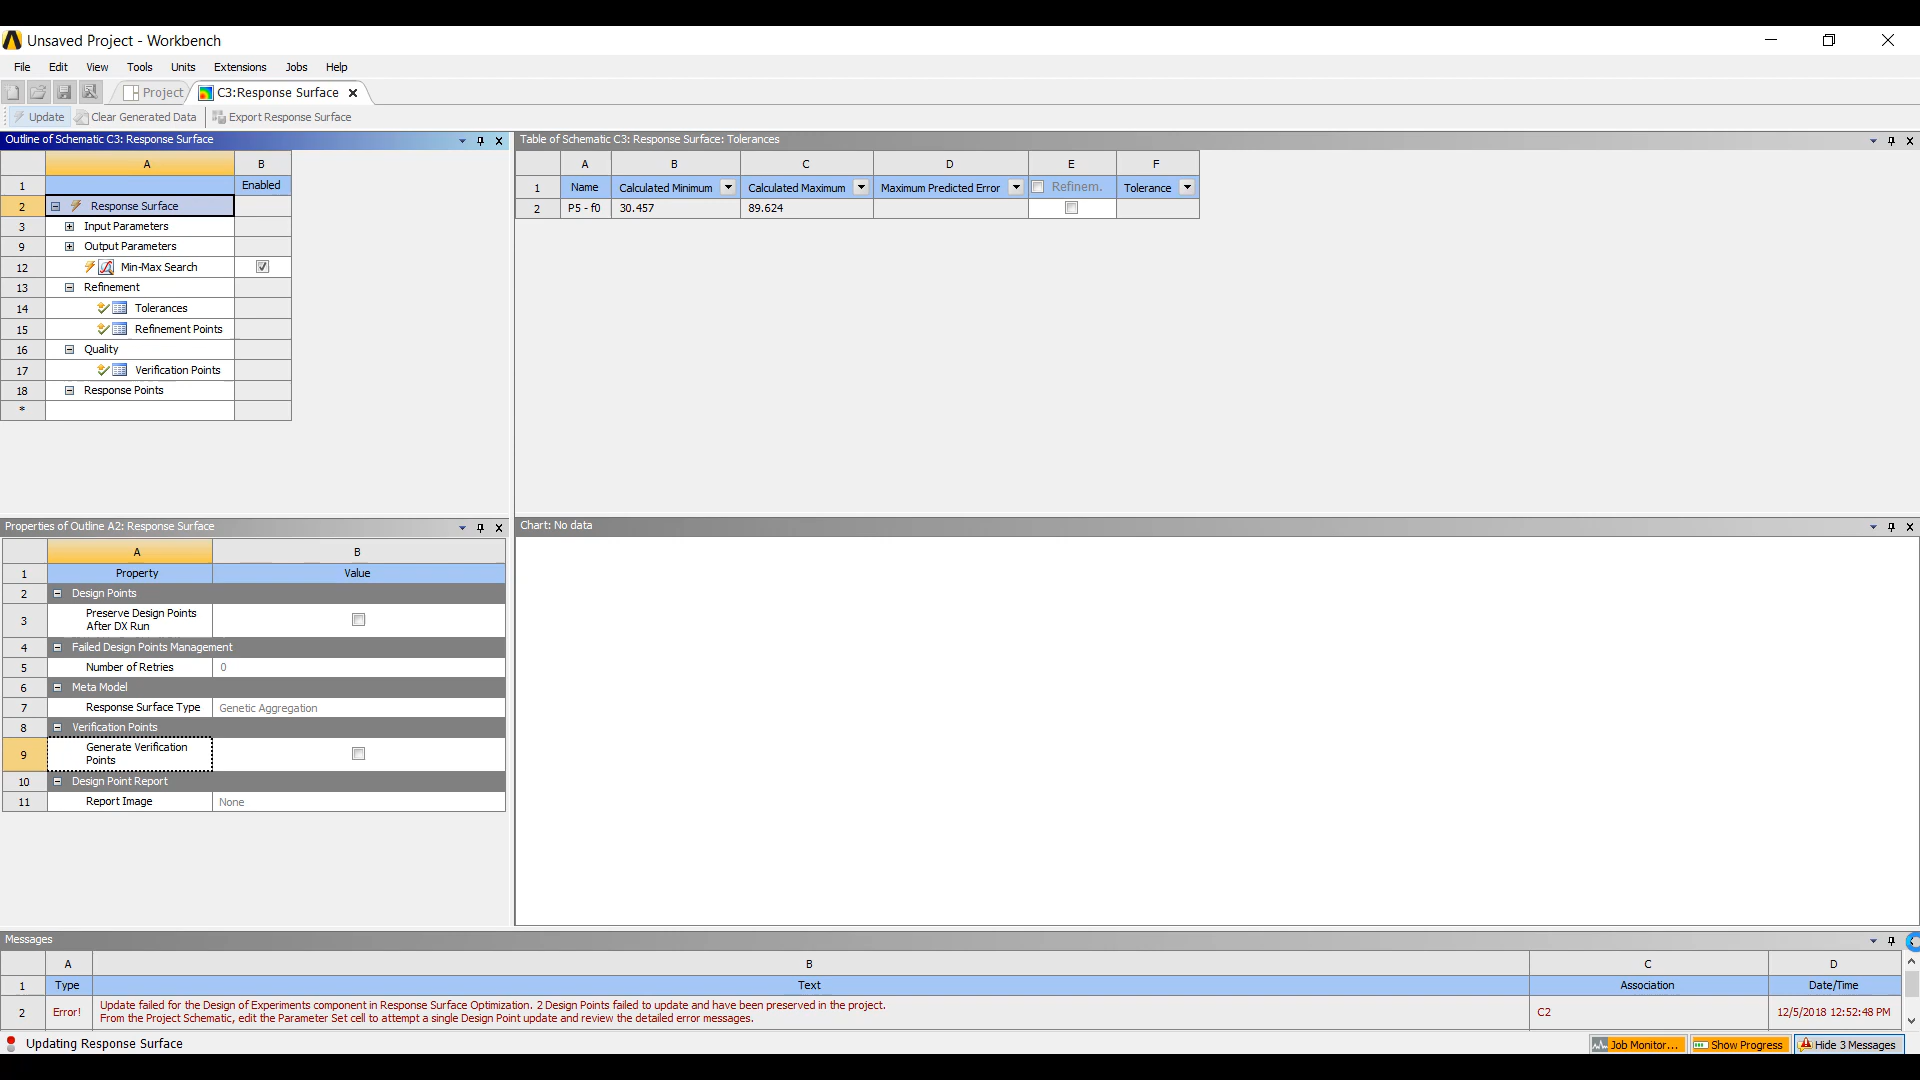 Unsaved Project - Workbench
File Edit View Tools Units Extensions Jobs Help
Project C3:Response Surface
Update Clear Generated Data Export Response Surface
Outline of Schematic C3: Response Surface
A B
1 Enabled
2 Response Surface
3 Input Parameters
9 Output Parameters
12 Min-Max Search
13 Refinement
14 Tolerances
15 Refinement Points
16 Quality
17 Verification Points
18 Response Points
*
Table of Schematic C3: Response Surface: Tolerances
A B C D E F
1 Name Calculated Minimum Calculated Maximum Maximum Predicted Error Refinem. Tolerance
2 P5 - f0 30.457 89.624
Properties of Outline A2: Response Surface
A B
1 Property Value
2 Design Points
3 Preserve Design Points
After DX Run
4 Failed Design Points Management
5 Number of Retries 0
6 Meta Model
7 Response Surface Type Genetic Aggregation
8 Verification Points
9 Generate Verification
Points
10 Design Point Report
11 Report Image None
Chart: No data
Messages
A B C D
1 Type Text Association Date/Time
2 Error! Update failed for the Design of Experiments component in Response Surface Optimization. 2 Design Points failed to update and have been preserved in the project.
From the Project Schematic, edit the Parameter Set cell to attempt a single Design Point update and review the detailed error messages. C2 12/5/2018 12:52:48 PM
Updating Response Surface Job Monitor... Show Progress Hide 3 Messages